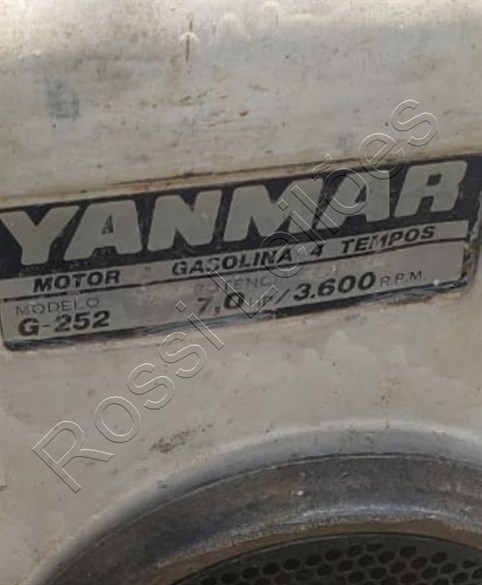 YANMAR
MOTOR GASOLINA 4 TEMPOS
MODELO
G-252 7,0 HP/3.600 R.P.M.
Rossi Leilões